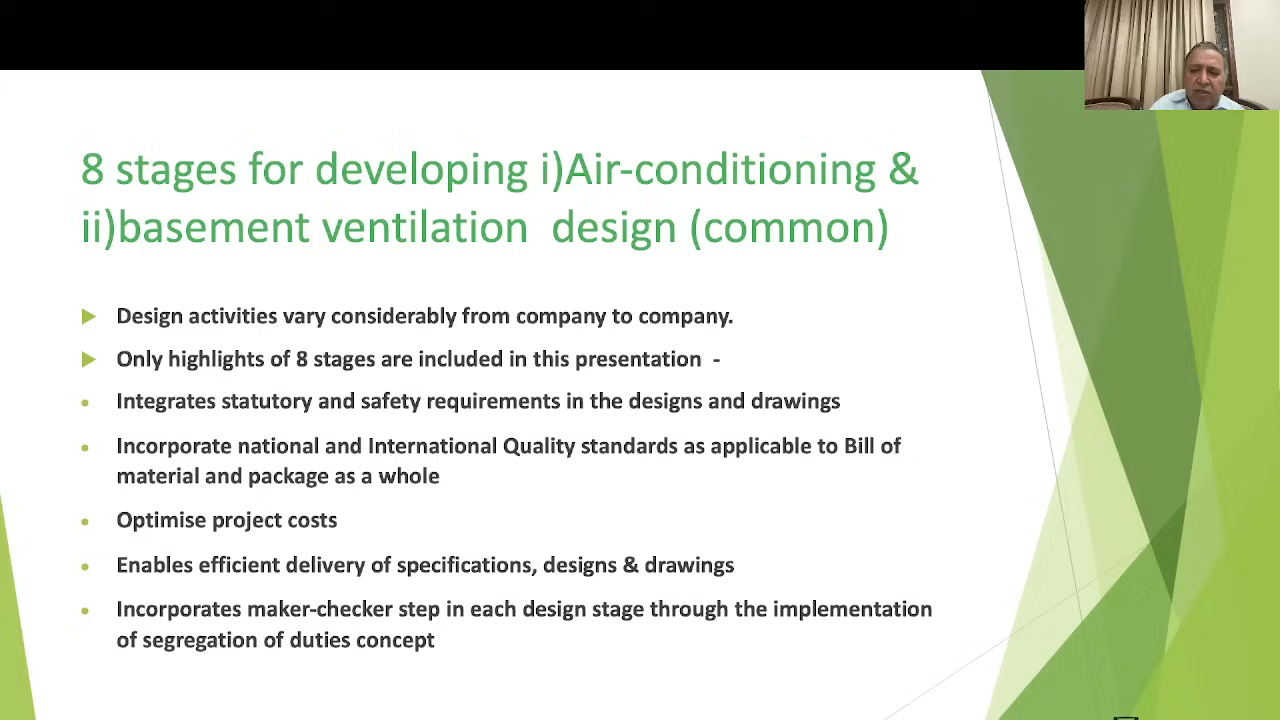 8 stages for developing i)Air-conditioning &
ii)basement ventilation design (common)
Design activities vary considerably from company to company.
Only highlights of 8 stages are included in this presentation -
Integrates statutory and safety requirements in the designs and drawings
Incorporate national and International Quality standards as applicable to Bill of
material and package as a whole
Optimise project costs
Enables efficient delivery of specifications, designs & drawings
Incorporates maker-checker step in each design stage through the implementation
of segregation of duties concept